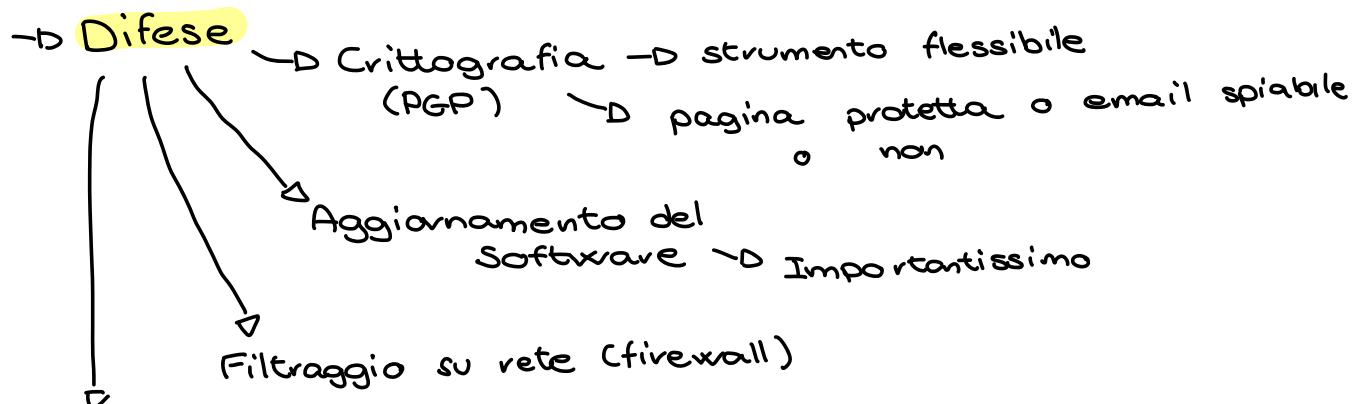 → Difese
→ Crittografia → strumento flessibile
(PGP) → pagina protetta o email spiabile
o non
Aggiornamento del
Software → Importantissimo
Filtraggio su rete (firewall)